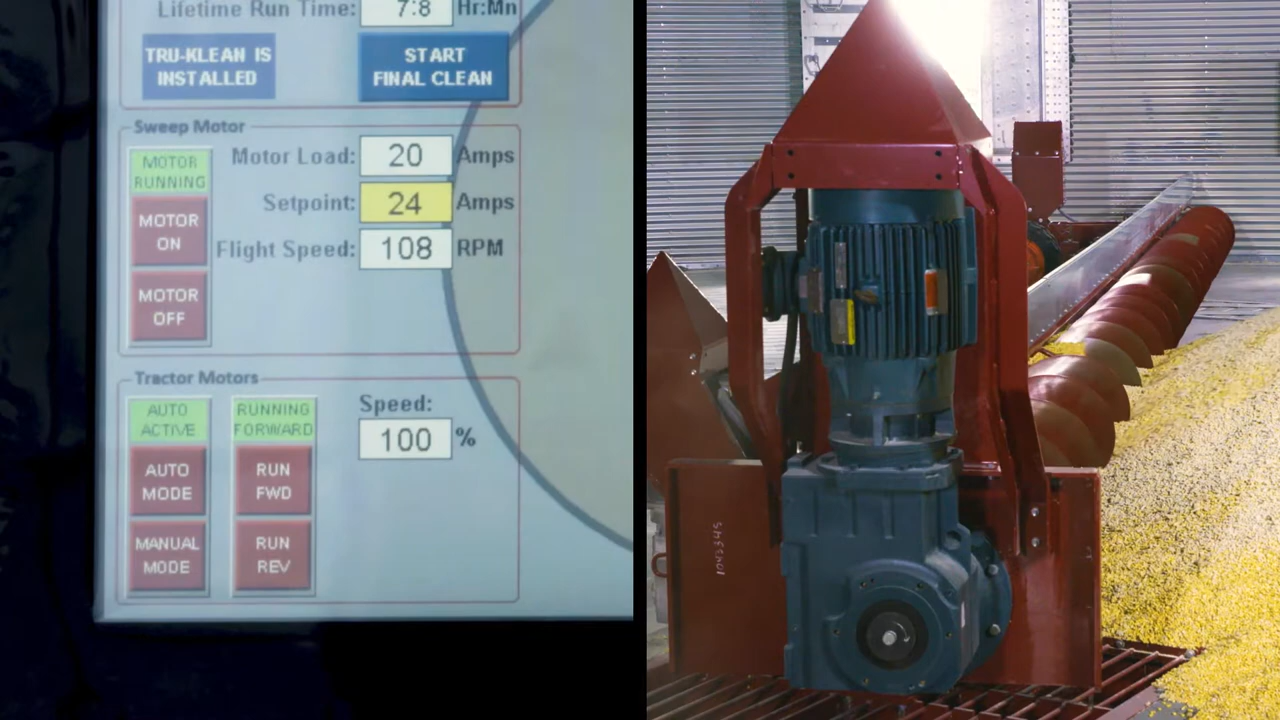 Lifetime Run Time: 7:8 Hr:Mn
TRU-KLEAN IS
INSTALLED
START
FINAL CLEAN
Sweep Motor
MOTOR
RUNNING
MOTOR
ON
MOTOR
OFF
Motor Load: 20 Amps
Setpoint: 24 Amps
Flight Speed: 108 RPM
Tractor Motors
AUTO
ACTIVE
AUTO
MODE
MANUAL
MODE
RUNNING
FORWARD
RUN
FWD
RUN
REV
Speed:
100 %
1043345